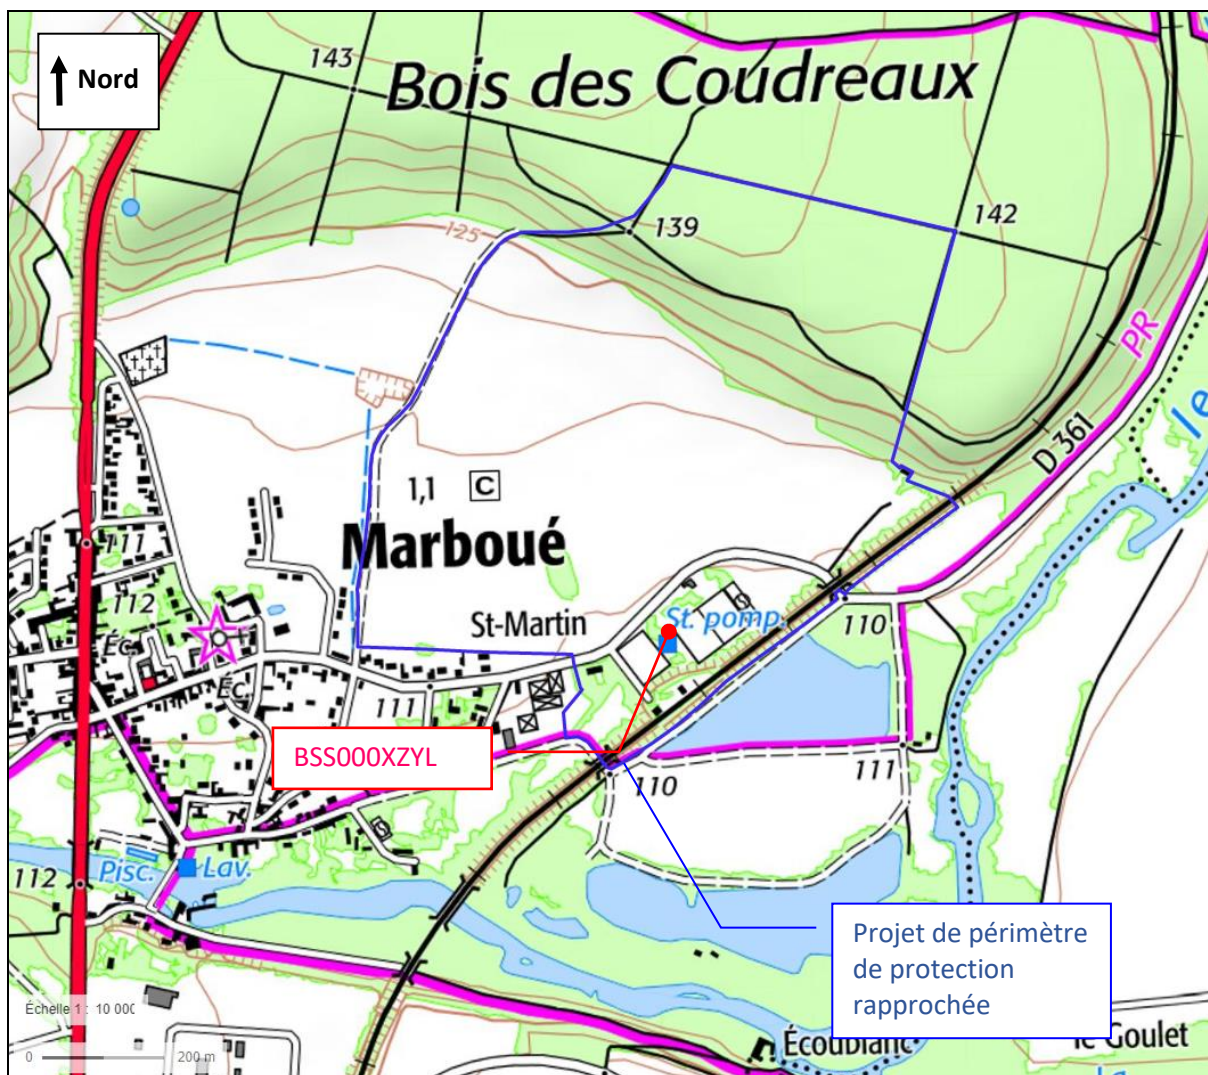 Nord
143
Bois des Coudreaux
142
139
125
PR
le
D 361
1,1 C
Marboué
111
112
St-Martin
St. pomp.
110
Éc.
Éc.
111
BSS000XZYL
110
111
Pisc.
Lav.
112
Projet de périmètre
de protection
rapprochée
Échelle 1 : 10 000
0 200 m
Écoublanc
le Goulet